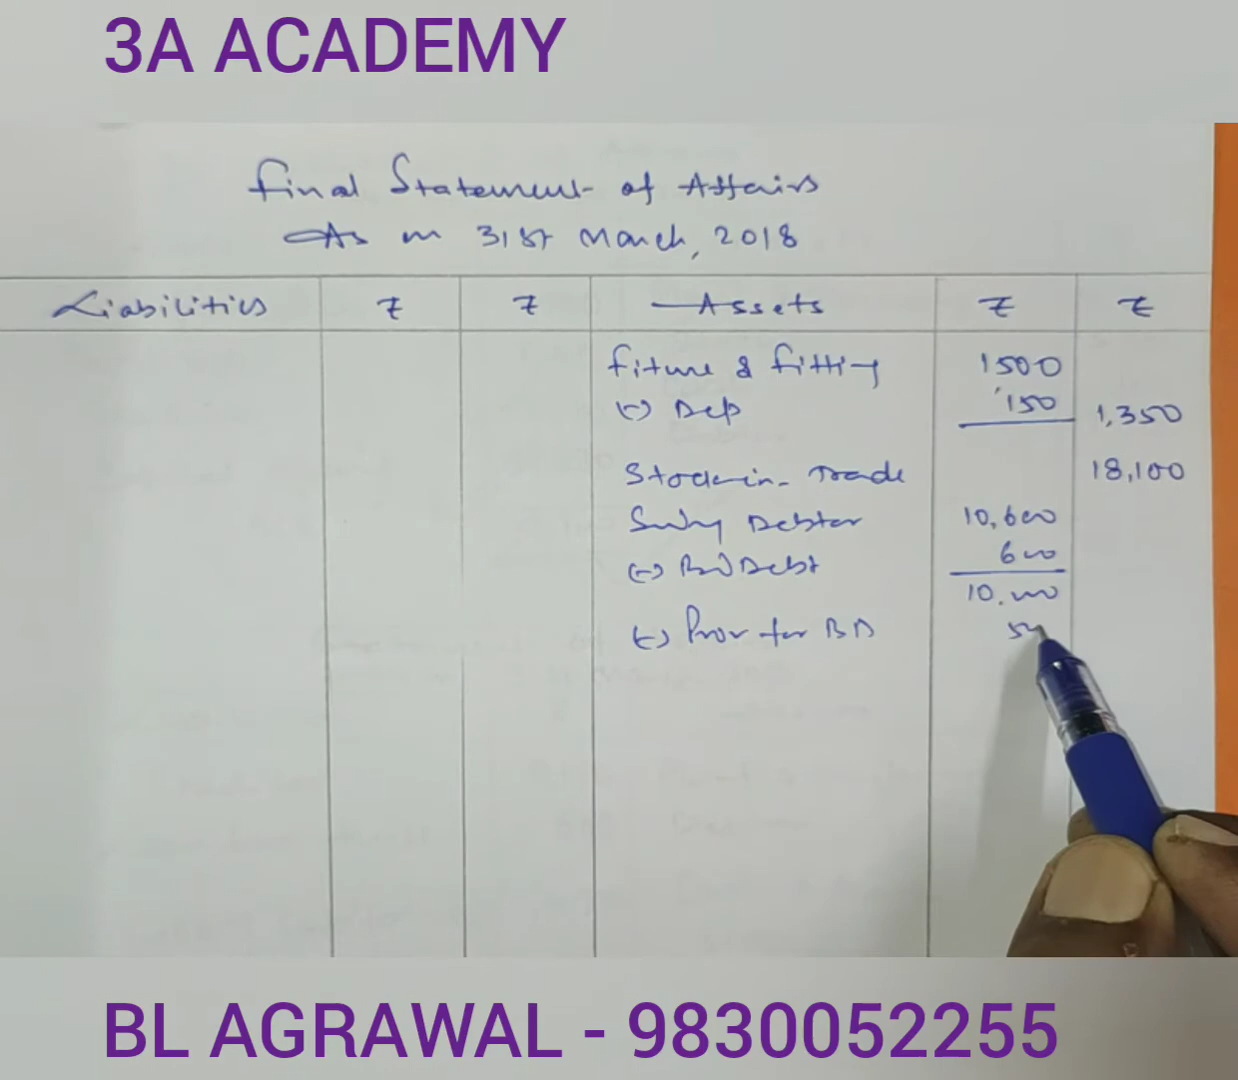 3A ACADEMY
Final Statement of Affairs
As on 31st March, 2018
Liabilities ₹ ₹ Assets ₹ ₹
Fiture & Fitting 1500
(-) Dep 150 1,350
Stock-in-Trade 18,100
Sundry Debtor 10,600
(-) Bad Debt 600
10,000
(-) Prov for BD
BL AGRAWAL - 9830052255